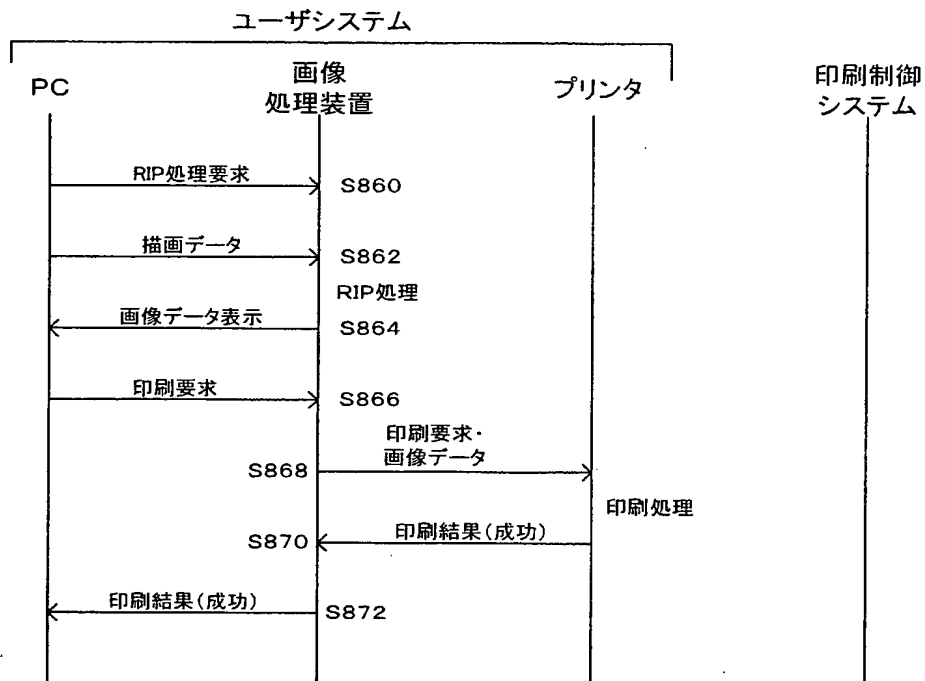 ユーザシステム
PC
画像
処理装置
プリンタ
印刷制御
システム
RIP処理要求
S860
描画データ
S862
RIP処理
画像データ表示
S864
印刷要求
S866
印刷要求・
画像データ
S868
印刷処理
印刷結果(成功)
S870
印刷結果(成功)
S872